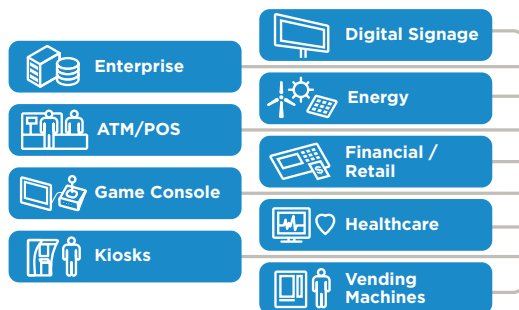 Enterprise
ATM/POS
Game Console
Kiosks
Digital Signage
Energy
Financial /
Retail
Healthcare
Vending
Machines